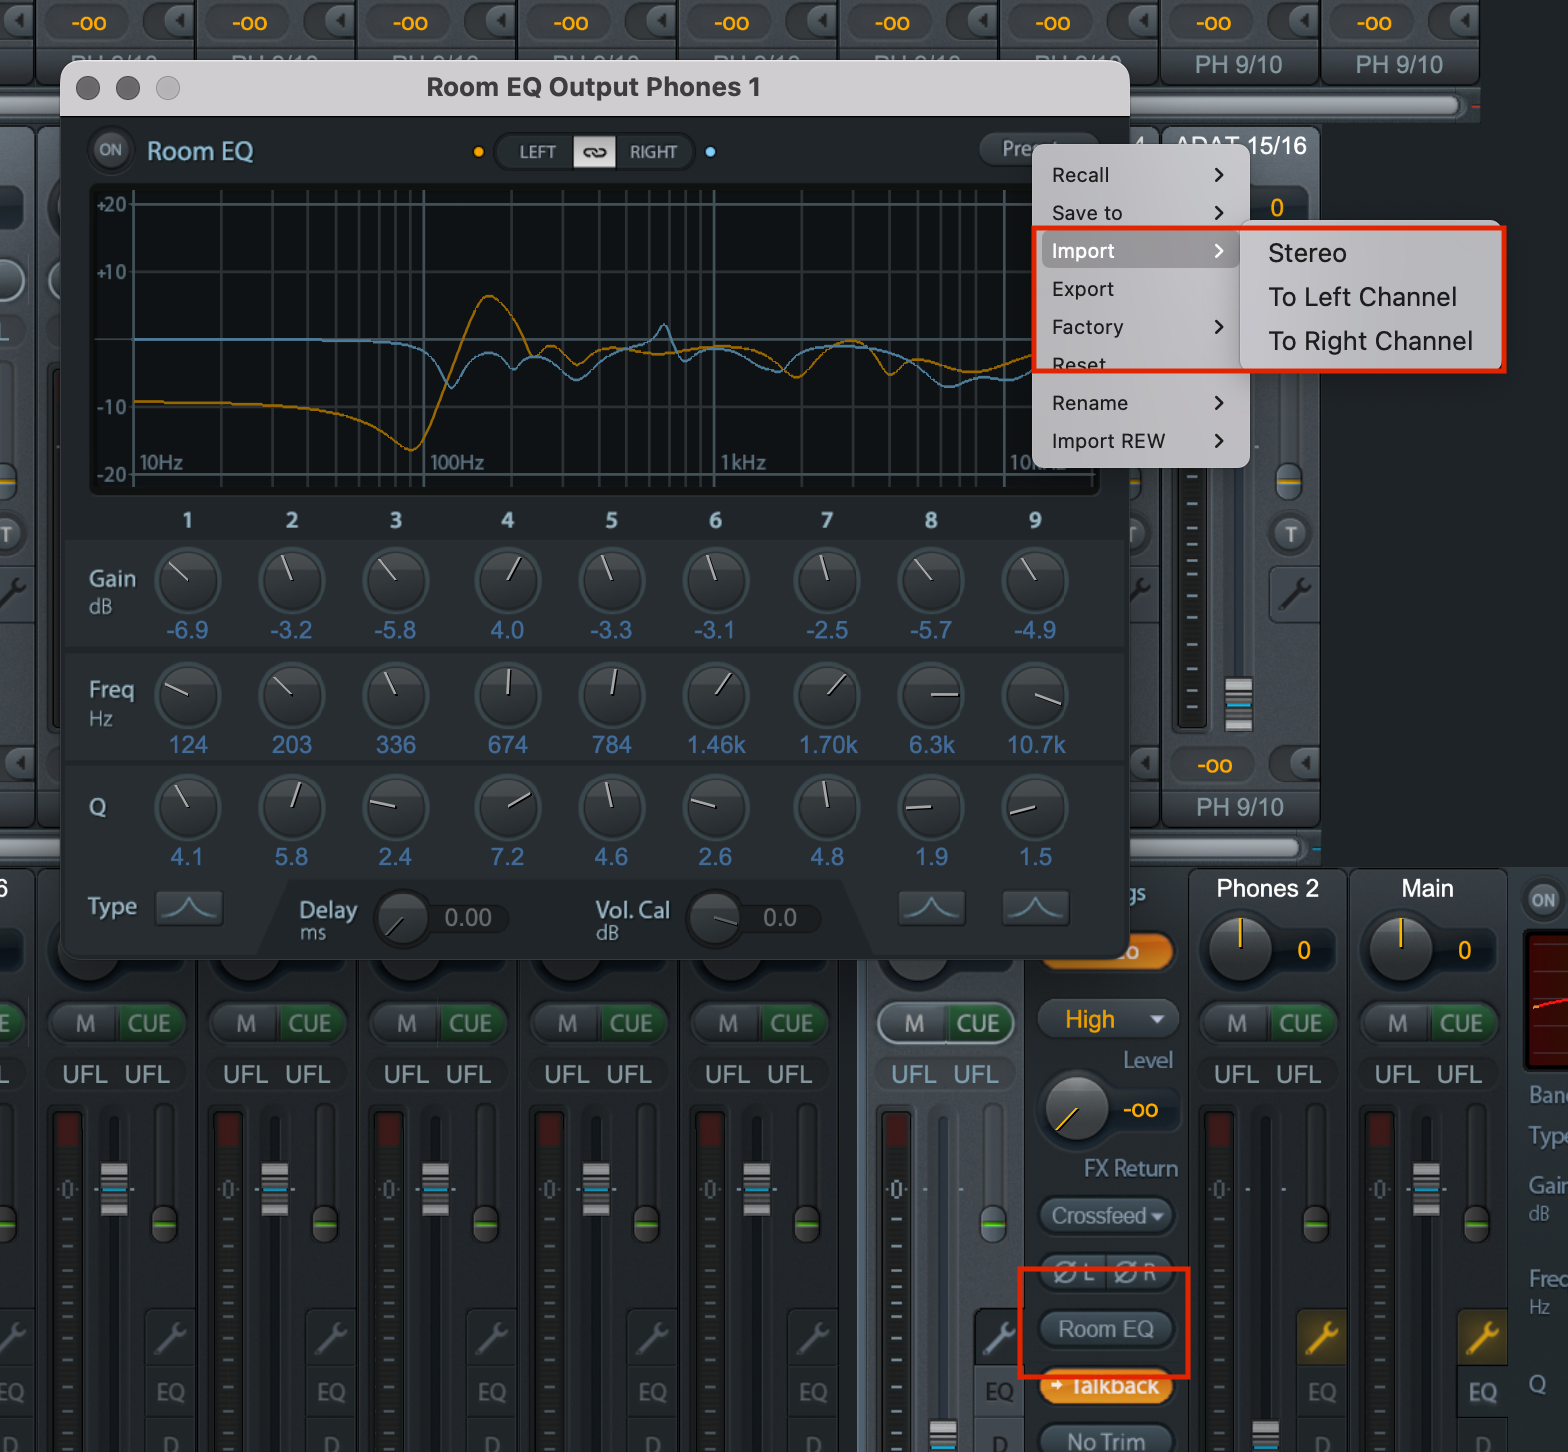 -oo -oo -oo -oo -oo -oo -oo -oo -oo
PH 9/10 PH 9/10
Room EQ Output Phones 1
ON Room EQ LEFT RIGHT
ADAT 15/16
0
Recall
Save to
Import
Export
Factory
Reset
Rename
Import REW
Stereo
To Left Channel
To Right Channel
+20
+10
-10
-20
10Hz 100Hz 1kHz
1 2 3 4 5 6 7 8 9
Gain
dB
-6.9 -3.2 -5.8 4.0 -3.3 -3.1 -2.5 -5.7 -4.9
T
Freq
Hz
124 203 336 674 784 1.46k 1.70k 6.3k 10.7k
-oo
PH 9/10
Q
4.1 5.8 2.4 7.2 4.6 2.6 4.8 1.9 1.5
Type
Delay
ms
0.00
Vol. Cal
dB
0.0
Phones 2 Main
ON
0 0
M CUE M CUE M CUE M CUE M CUE M CUE High M CUE M CUE
UFL UFL UFL UFL UFL UFL UFL UFL UFL UFL UFL UFL UFL UFL UFL UFL
Level
-oo
FX Return
0 0 0 0 0 0 0 0
Crossfeed
Ø L Ø R
Room EQ
Talkback
No Trim
EQ EQ EQ EQ EQ EQ EQ EQ
D D D D D D D D
dB
Hz
Q